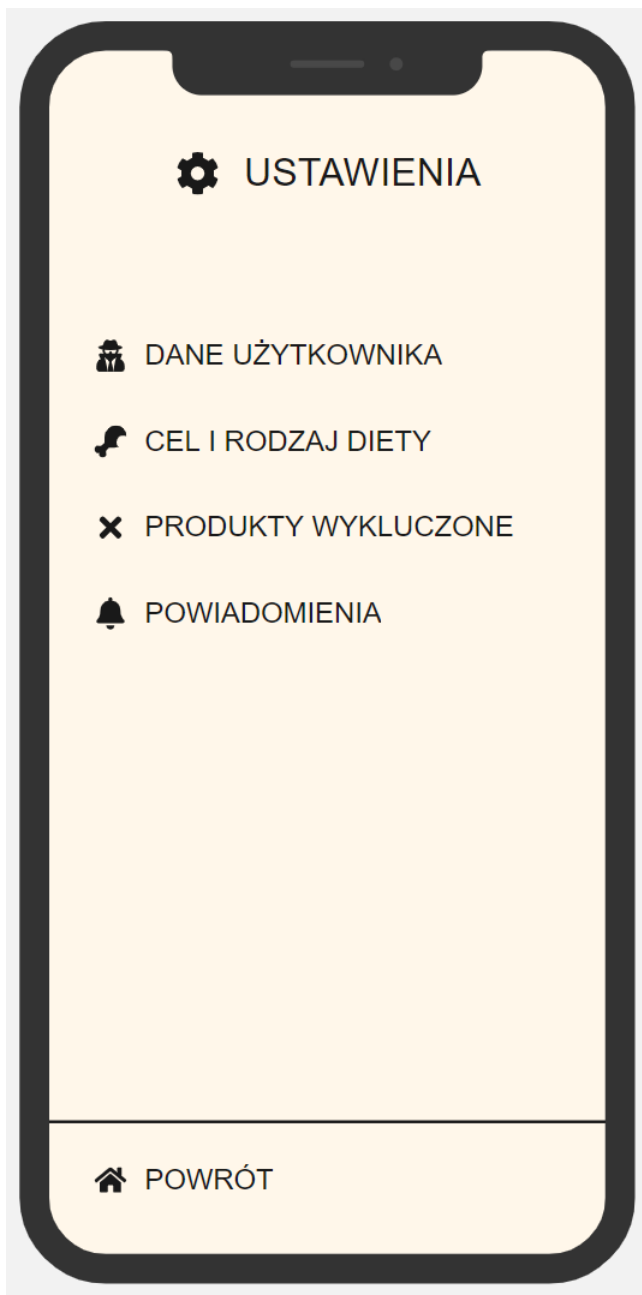 USTAWIENIA
DANE UŻYTKOWNIKA
CEL I RODZAJ DIETY
PRODUKTY WYKLUCZONE
POWIADOMIENIA
POWRÓT